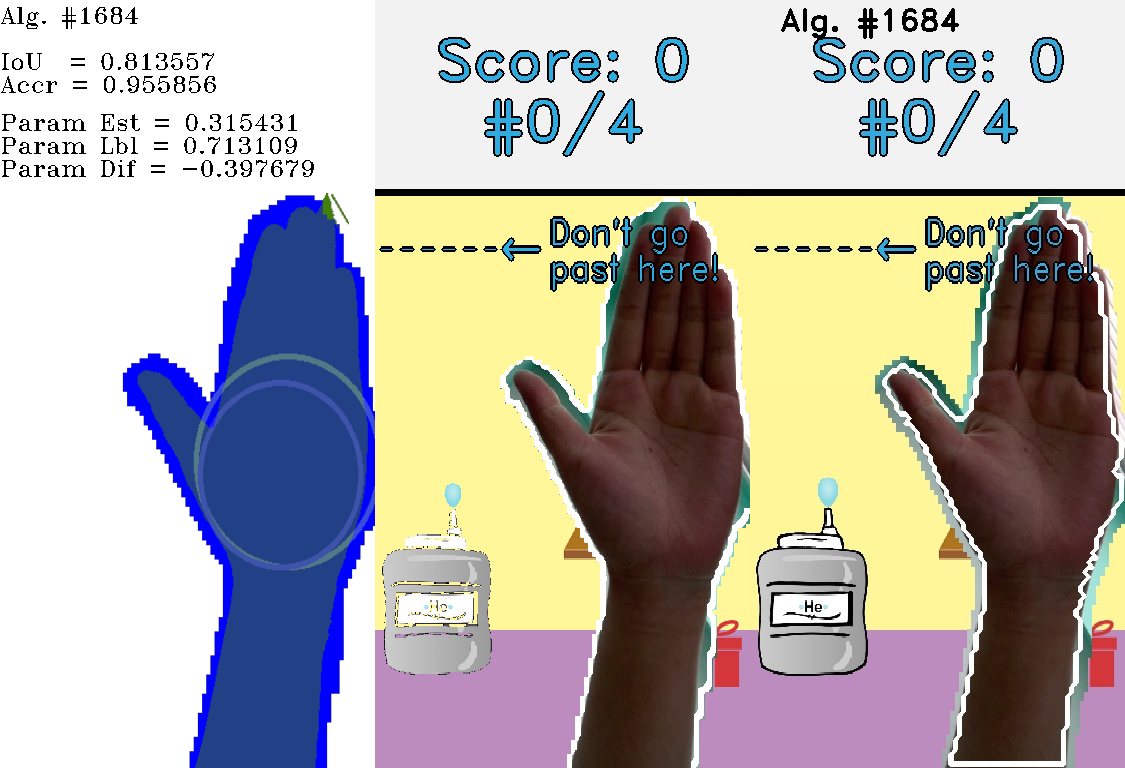 Alg. #1684
IoU = 0.813557
Accr = 0.955856
Param Est = 0.315431
Param Lbl = 0.713109
Param Dif = −0.397679
Score: 0
#0/4
Don't go
past here!
He
Alg. #1684
Score: 0
#0/4
Don't go
past here!
He